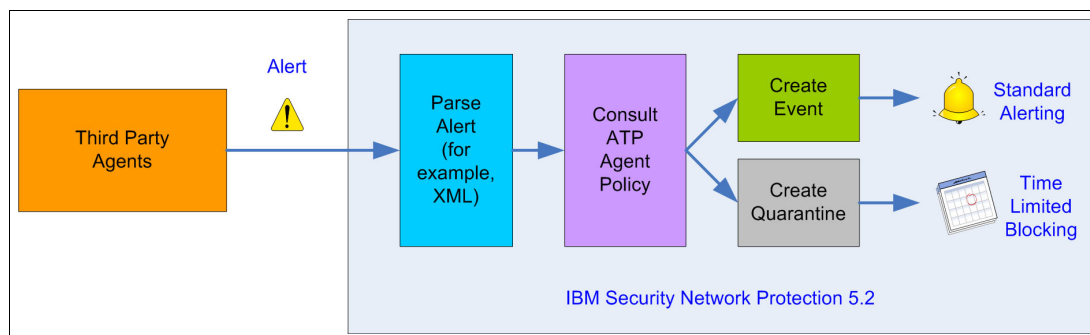 Third Party
Agents
Alert
Parse
Alert
(for
example,
XML)
Consult
ATP
Agent
Policy
Create
Event
Standard
Alerting
Create
Quarantine
Time
Limited
Blocking
IBM Security Network Protection 5.2